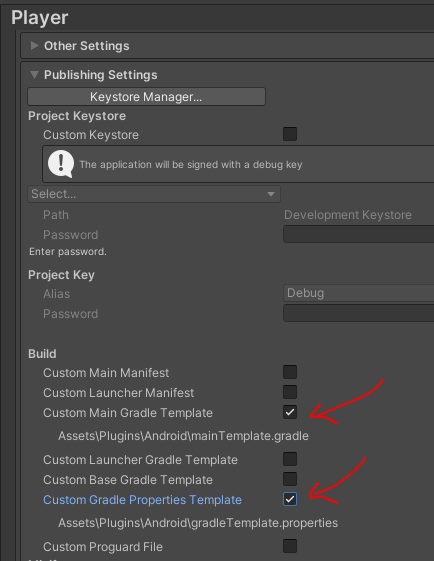 Player
Other Settings
Publishing Settings
Keystore Manager...
Project Keystore
Custom Keystore
The application will be signed with a debug key
Select...
Path Development Keystore
Password
Enter password.
Project Key
Alias Debug
Password
Build
Custom Main Manifest
Custom Launcher Manifest
Custom Main Gradle Template
Assets\Plugins\Android\mainTemplate.gradle
Custom Launcher Gradle Template
Custom Base Gradle Template
Custom Gradle Properties Template
Assets\Plugins\Android\gradleTemplate.properties
Custom Proguard File